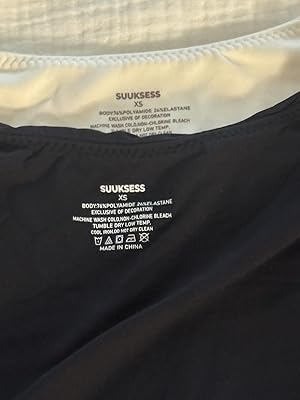 SUUKSESS
XS
BODY:76%POLYAMIDE 24%ELASTANE
EXCLUSIVE OF DECORATION
MACHINE WASH COLD,NON-CHLORINE BLEACH
TUMBLE DRY LOW TEMP,
SUUKSESS
XS
BODY:76%POLYAMIDE 24%ELASTANE
EXCLUSIVE OF DECORATION
MACHINE WASH COLD,NON-CHLORINE BLEACH
TUMBLE DRY LOW TEMP,
COOL IRON,DO NOT DRY CLEAN
MADE IN CHINA